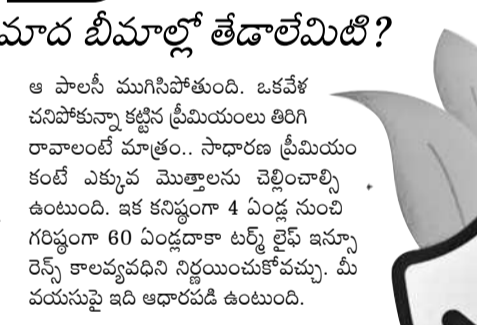 మాద బీమాల్లో తేడాలేమిటి?
ఆ పాలసీ ముగిసిపోతుంది. ఒకవేళ
చనిపోకున్నా కట్టిన ప్రీమియంలు తిరిగి
రావాలంటే మాత్రం.. సాధారణ ప్రీమియం
కంటే ఎక్కువ మొత్తాలను చెల్లించాల్సి
ఉంటుంది. ఇక కనిష్ఠంగా 4 ఏండ్ల నుంచి
గరిష్ఠంగా 60 ఏండ్లదాకా టర్మ్ లైఫ్ ఇన్సూ
రెన్స్ కాలవ్యవధిని నిర్ణయించుకోవచ్చు. మీ
వయసుపై ఇది ఆధారపడి ఉంటుంది.